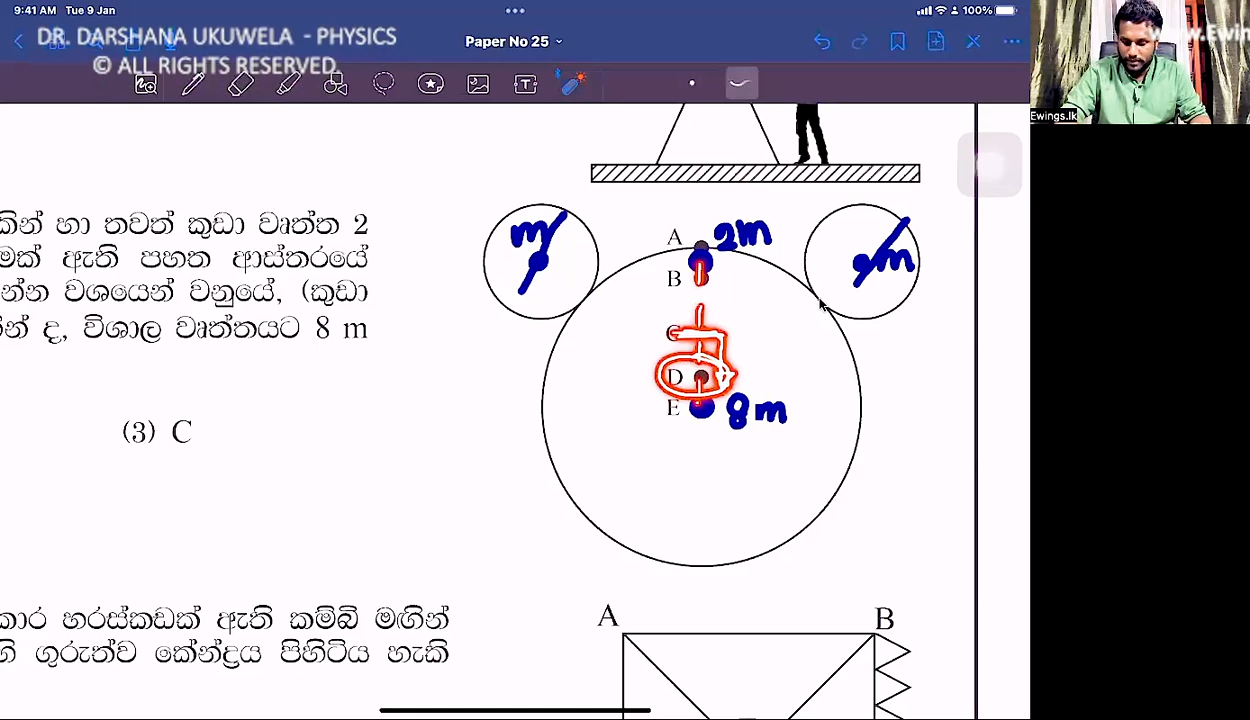 9:41 AM Tue 9 Jan
100%
DR. DARSHANA UKUWELA - PHYSICS
© ALL RIGHTS RESERVED.
Paper No 25
www.Ewin
Ewings.lk
කින් හා තවත් කුඩා වෘත්ත 2
මක් ඇති පහත ආස්තරයේ
න්න වශයෙන් වනුයේ, (කුඩා
ින් ද, විශාල වෘත්තයට 8 m
(3) C
m
A
2m
m
B
C
D
E
8m
කාර හරස්කඩක් ඇති කම්බි මඟින්
හි ගුරුත්ව කේන්ද්‍රය පිහිටිය හැකි
A
B